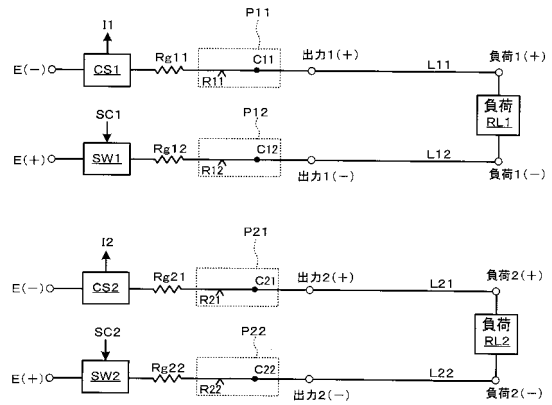 P11
I1
Rg11
C11
出力1(+)
L11
負荷1(+)
E(-)
CS1
R11
負荷
RL1
SC1
P12
Rg12
C12
L12
E(+)
SW1
R12
出力1(-)
負荷1(-)
P21
I2
Rg21
C21
出力2(+)
L21
負荷2(+)
E(-)
CS2
R21
負荷
RL2
SC2
P22
Rg22
C22
L22
E(+)
SW2
R22
出力2(-)
負荷2(-)